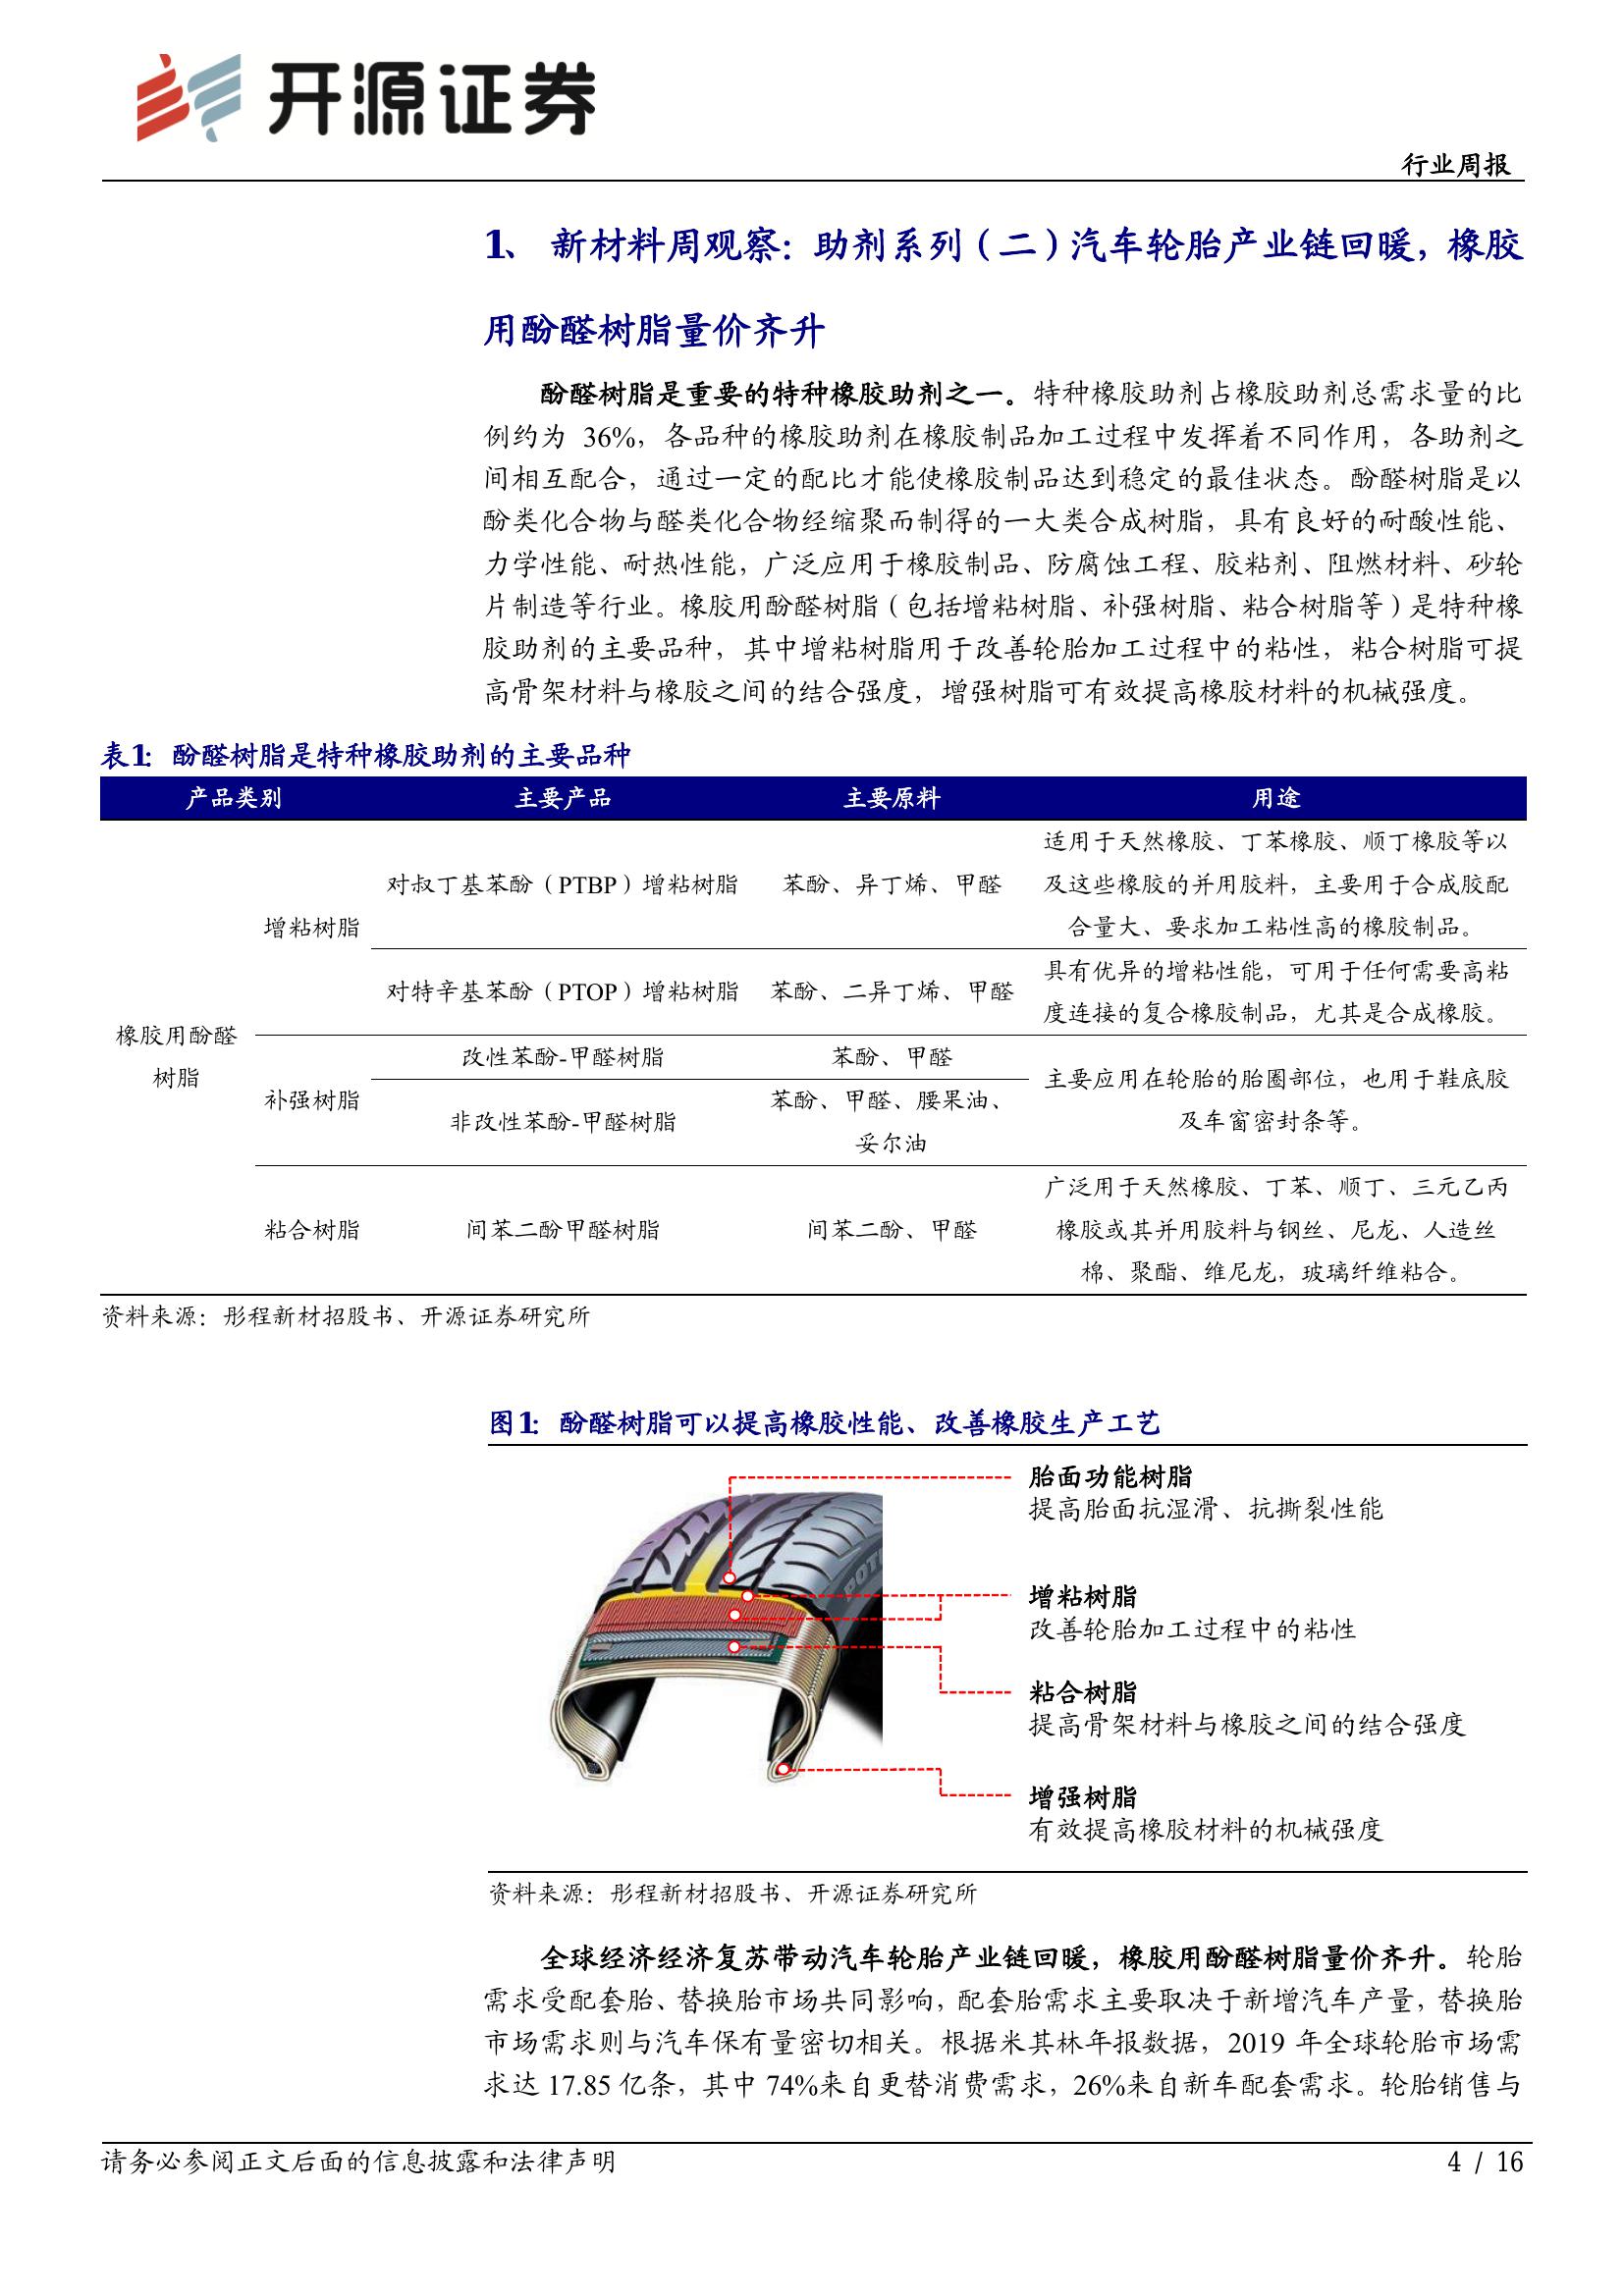 开源证券
行业周报
1、 新材料周观察：助剂系列（二）汽车轮胎产业链回暖，橡胶
用酚醛树脂量价齐升
酚醛树脂是重要的特种橡胶助剂之一。特种橡胶助剂占橡胶助剂总需求量的比
例约为 36%，各品种的橡胶助剂在橡胶制品加工过程中发挥着不同作用，各助剂之
间相互配合，通过一定的配比才能使橡胶制品达到稳定的最佳状态。酚醛树脂是以
酚类化合物与醛类化合物经缩聚而制得的一大类合成树脂，具有良好的耐酸性能、
力学性能、耐热性能，广泛应用于橡胶制品、防腐蚀工程、胶粘剂、阻燃材料、砂轮
片制造等行业。橡胶用酚醛树脂（包括增粘树脂、补强树脂、粘合树脂等）是特种橡
胶助剂的主要品种，其中增粘树脂用于改善轮胎加工过程中的粘性，粘合树脂可提
高骨架材料与橡胶之间的结合强度，增强树脂可有效提高橡胶材料的机械强度。
表1：酚醛树脂是特种橡胶助剂的主要品种
产品类别 主要产品 主要原料 用途
橡胶用酚醛
树脂
增粘树脂
对叔丁基苯酚（PTBP）增粘树脂
苯酚、异丁烯、甲醛
适用于天然橡胶、丁苯橡胶、顺丁橡胶等以
及这些橡胶的并用胶料，主要用于合成胶配
合量大、要求加工粘性高的橡胶制品。
对特辛基苯酚（PTOP）增粘树脂
苯酚、二异丁烯、甲醛
具有优异的增粘性能，可用于任何需要高粘
度连接的复合橡胶制品，尤其是合成橡胶。
补强树脂
改性苯酚-甲醛树脂
苯酚、甲醛
主要应用在轮胎的胎圈部位，也用于鞋底胶
及车窗密封条等。
非改性苯酚-甲醛树脂
苯酚、甲醛、腰果油、
妥尔油
粘合树脂
间苯二酚甲醛树脂
间苯二酚、甲醛
广泛用于天然橡胶、丁苯、顺丁、三元乙丙
橡胶或其并用胶料与钢丝、尼龙、人造丝
棉、聚酯、维尼龙，玻璃纤维粘合。
资料来源：彤程新材招股书、开源证券研究所
图1：酚醛树脂可以提高橡胶性能、改善橡胶生产工艺
胎面功能树脂
提高胎面抗湿滑、抗撕裂性能
增粘树脂
改善轮胎加工过程中的粘性
粘合树脂
提高骨架材料与橡胶之间的结合强度
增强树脂
有效提高橡胶材料的机械强度
资料来源：彤程新材招股书、开源证券研究所
全球经济经济复苏带动汽车轮胎产业链回暖，橡胶用酚醛树脂量价齐升。轮胎
需求受配套胎、替换胎市场共同影响，配套胎需求主要取决于新增汽车产量，替换胎
市场需求则与汽车保有量密切相关。根据米其林年报数据，2019 年全球轮胎市场需
求达 17.85 亿条，其中 74%来自更替消费需求，26%来自新车配套需求。轮胎销售与
请务必参阅正文后面的信息披露和法律声明
4 / 16